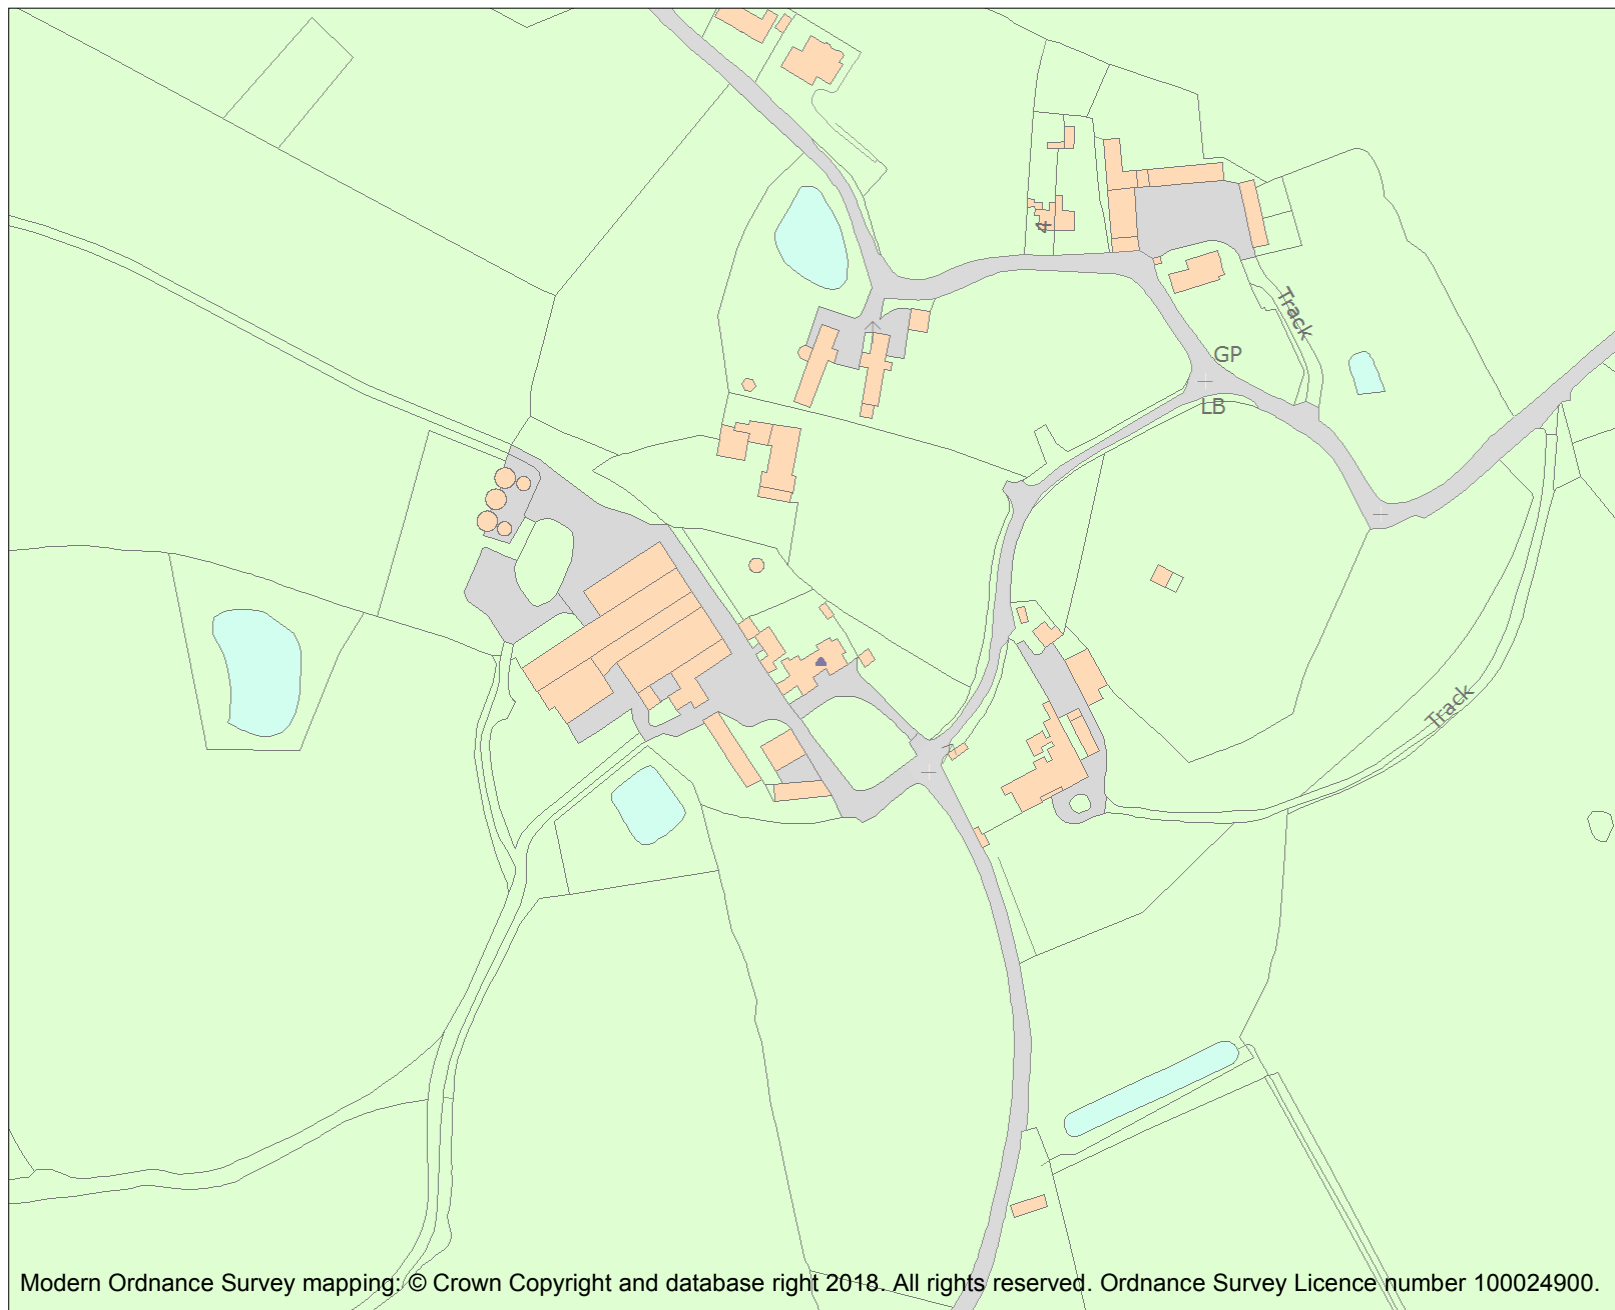 4
Track
GP
LB
Track
Modern Ordnance Survey mapping: © Crown Copyright and database right 2018. All rights reserved. Ordnance Survey Licence number 100024900.